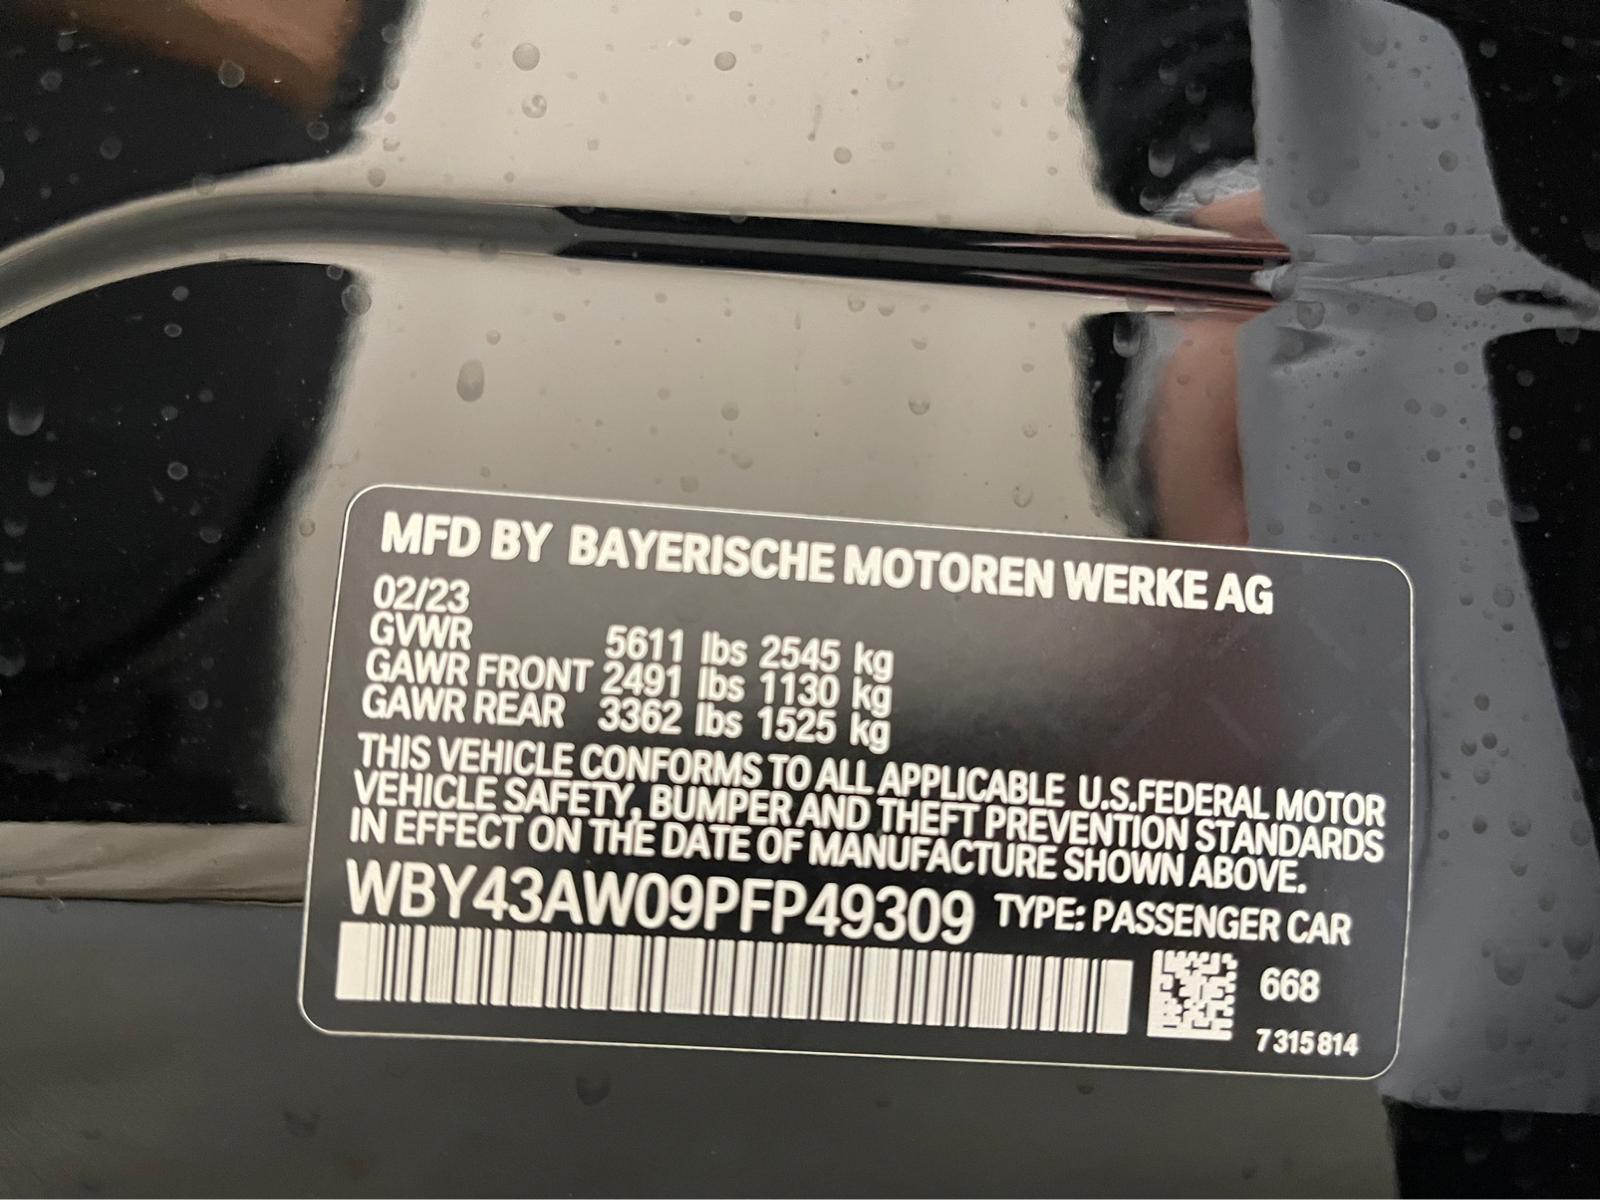 MFD BY BAYERISCHE MOTOREN WERKE AG
02/23
GVWR 5611 lbs 2545 kg
GAWR FRONT 2491 lbs 1130 kg
GAWR REAR 3362 lbs 1525 kg
THIS VEHICLE CONFORMS TO ALL APPLICABLE U.S.FEDERAL MOTOR
VEHICLE SAFETY, BUMPER AND THEFT PREVENTION STANDARDS
IN EFFECT ON THE DATE OF MANUFACTURE SHOWN ABOVE.
WBY43AW09PFP49309 TYPE: PASSENGER CAR
668
7 315 814